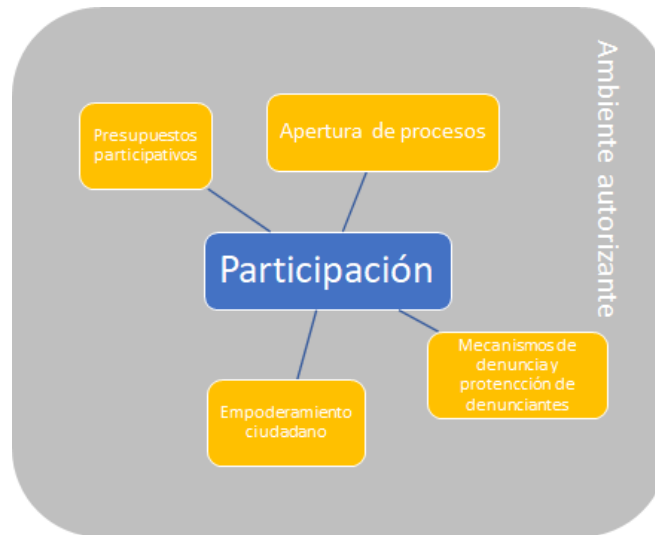 Ambiente autorizante
Presupuestos
participativos
Apertura de procesos
Participación
Mecanismos de
denuncia y
protencción de
denunciantes
Empoderamiento
ciudadano